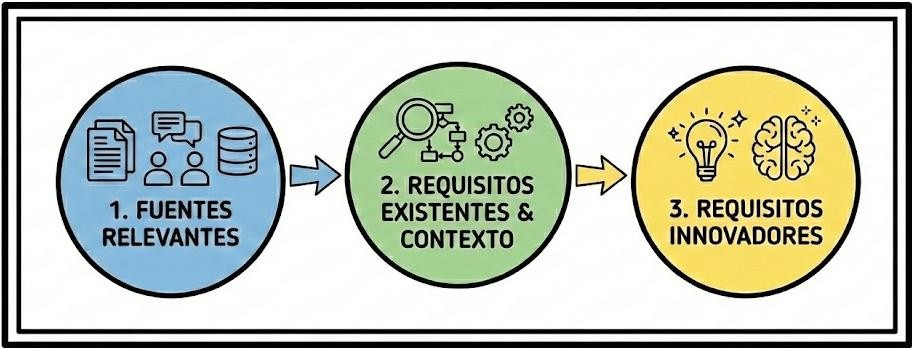 1. FUENTES
RELEVANTES
2. REQUISITOS
EXISTENTES &
CONTEXTO
3. REQUISITOS
INNOVADORES